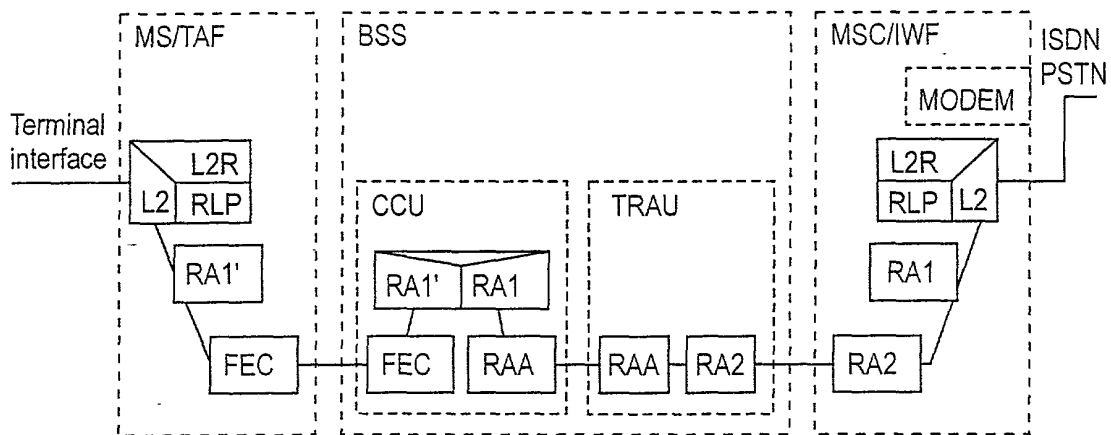 MS/TAF
BSS
MSC/IWF
ISDN
PSTN
MODEM
Terminal
interface
L2R
L2
RLP
L2R
RLP
L2
CCU
TRAU
RA1'
RA1'
RA1
RA1
FEC
FEC
RAA
RAA
RA2
RA2